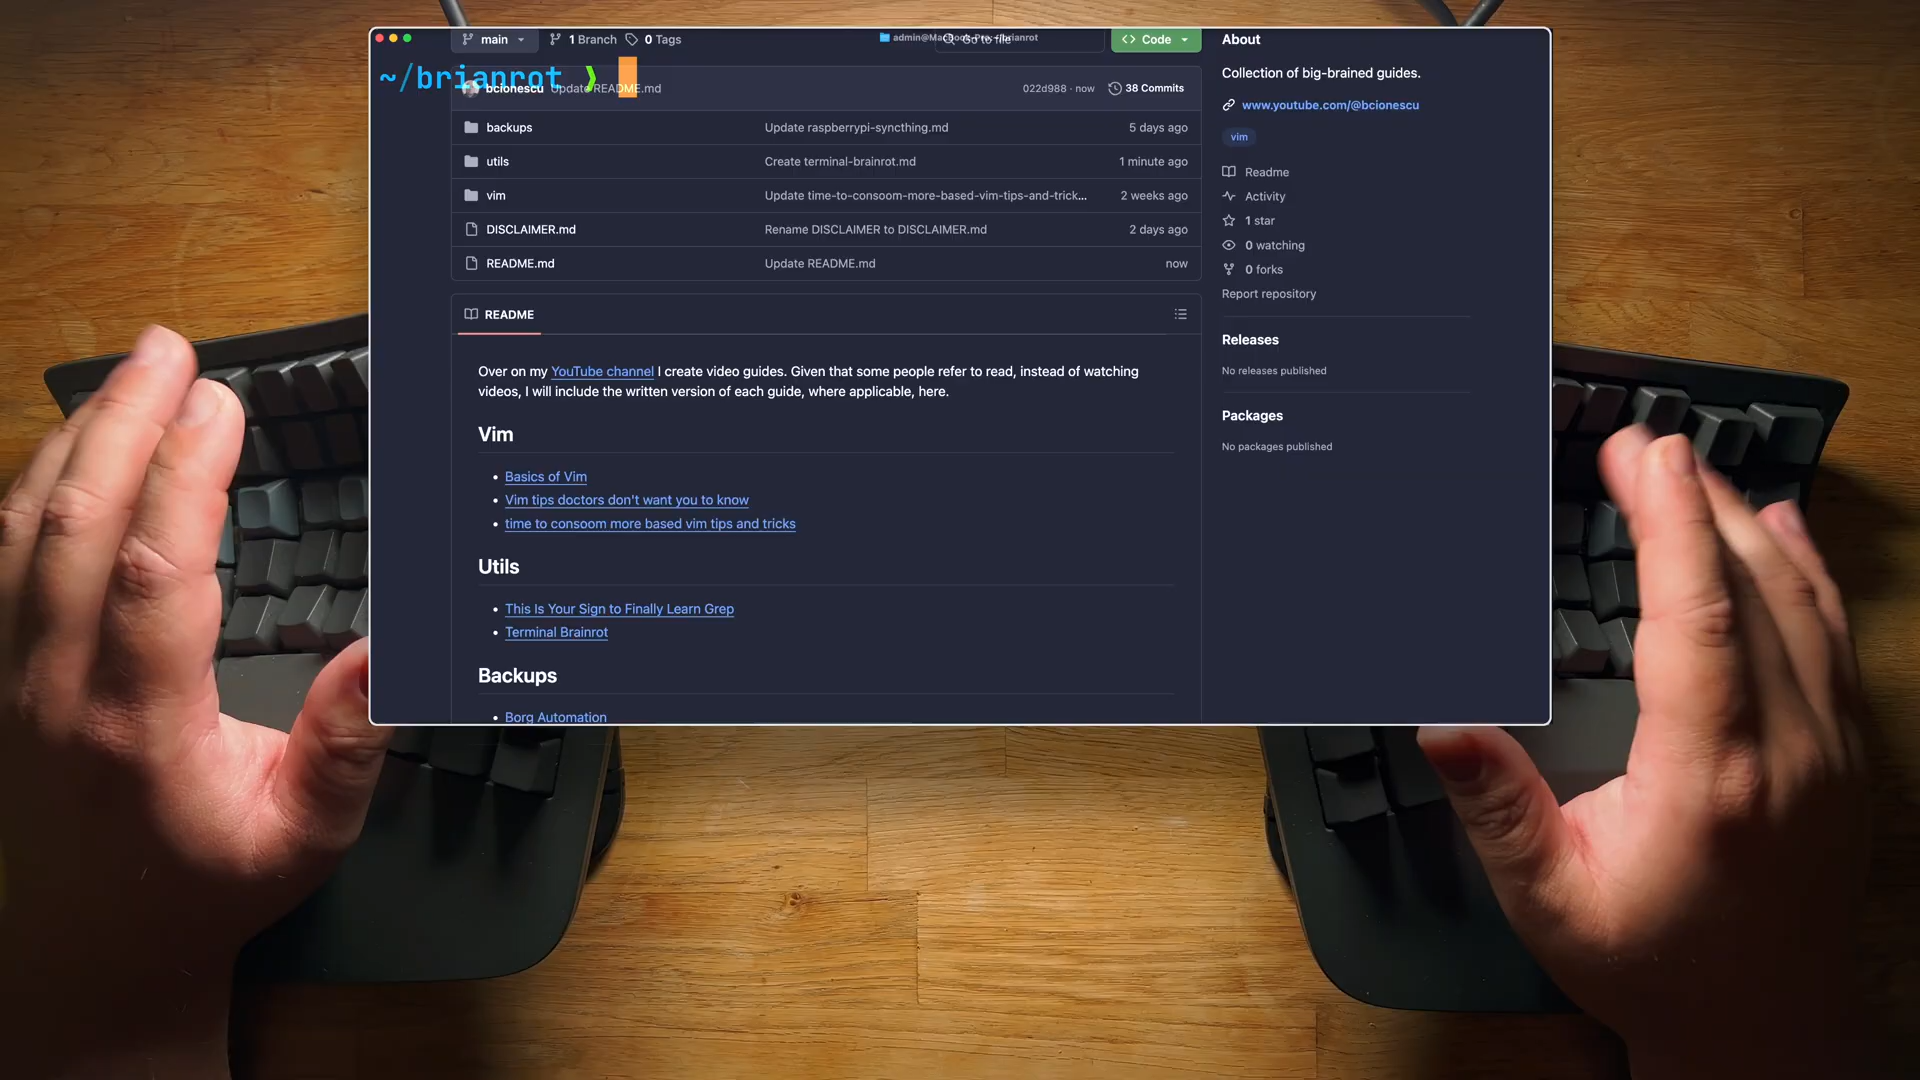 main
1 Branch
0 Tags
admin@MacBook-Pro: ~/brianrot
Go to file
Code
~/brianrot ❯
bcionescu Update README.md
022d988 · now
38 Commits
backups Update raspberrypi-syncthing.md 5 days ago
utils Create terminal-brainrot.md 1 minute ago
vim Update time-to-consoom-more-based-vim-tips-and-trick... 2 weeks ago
DISCLAIMER.md Rename DISCLAIMER to DISCLAIMER.md 2 days ago
README.md Update README.md now
README
Over on my YouTube channel I create video guides. Given that some people refer to read, instead of watching
videos, I will include the written version of each guide, where applicable, here.
Vim
• Basics of Vim
• Vim tips doctors don't want you to know
• time to consoom more based vim tips and tricks
Utils
• This Is Your Sign to Finally Learn Grep
• Terminal Brainrot
Backups
• Borg Automation
About
Collection of big-brained guides.
www.youtube.com/@bcionescu
vim
Readme
Activity
1 star
0 watching
0 forks
Report repository
Releases
No releases published
Packages
No packages published